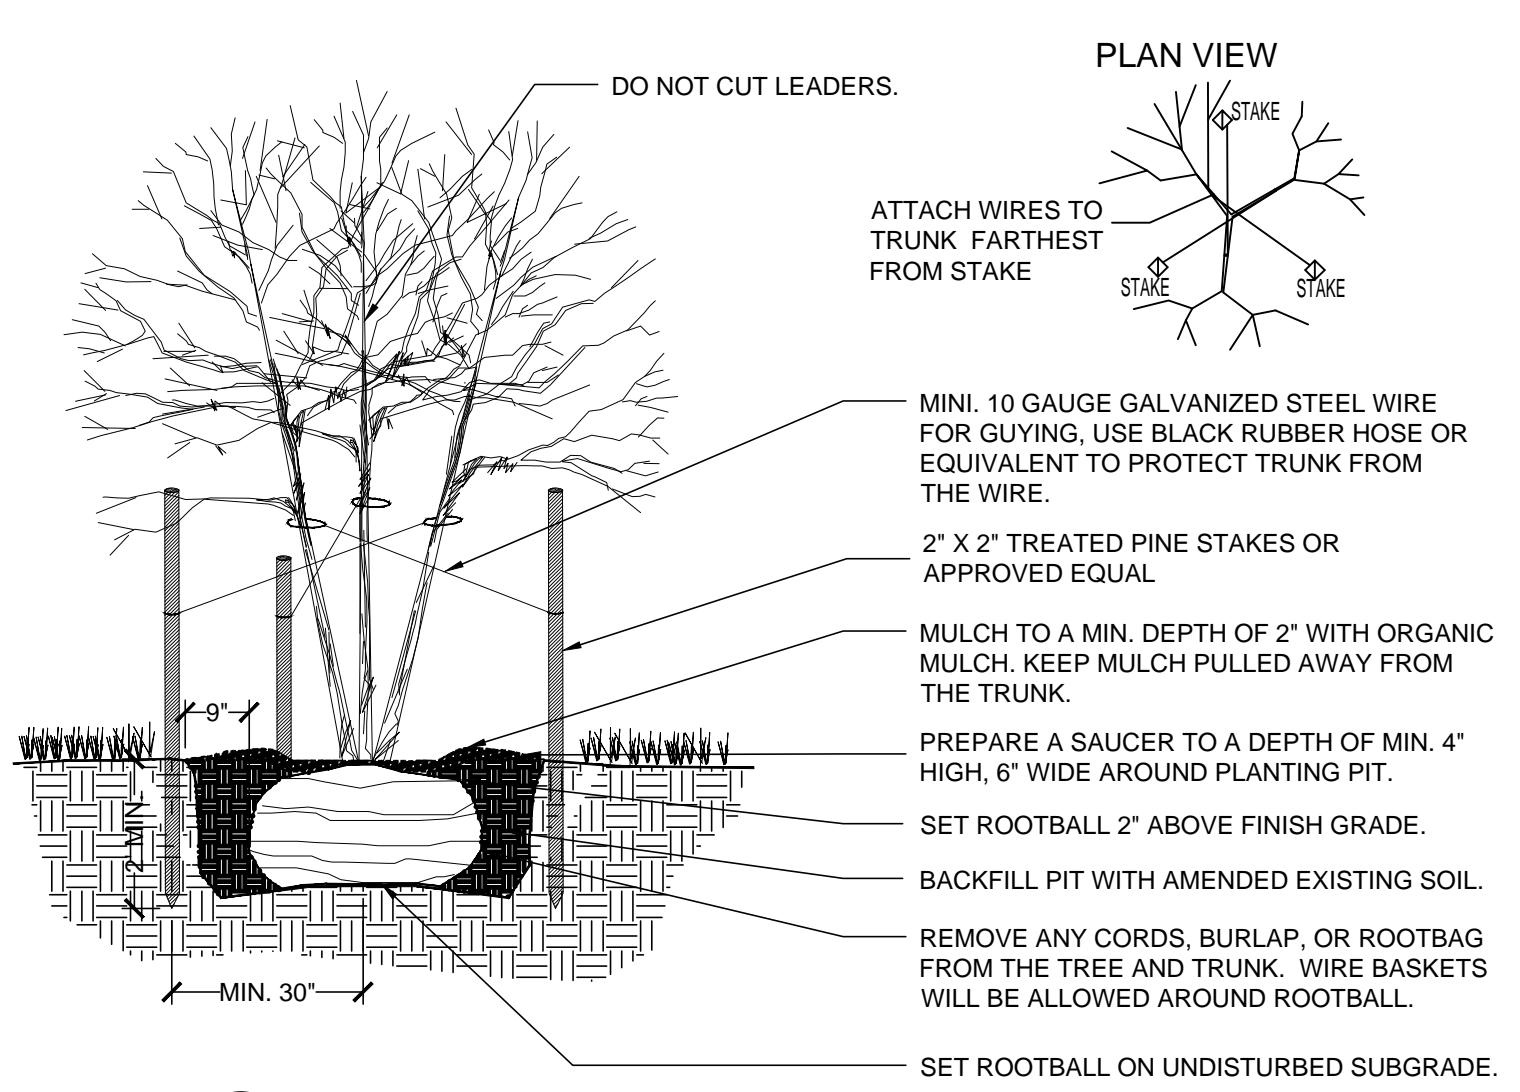 PLAN VIEW
DO NOT CUT LEADERS.
STAKE
ATTACH WIRES TO
TRUNK FARTHEST
FROM STAKE
STAKE
STAKE
MINI. 10 GAUGE GALVANIZED STEEL WIRE
FOR GUYING, USE BLACK RUBBER HOSE OR
EQUIVALENT TO PROTECT TRUNK FROM
THE WIRE.
2" X 2" TREATED PINE STAKES OR
APPROVED EQUAL
MULCH TO A MIN. DEPTH OF 2" WITH ORGANIC
MULCH. KEEP MULCH PULLED AWAY FROM
THE TRUNK.
9"
PREPARE A SAUCER TO A DEPTH OF MIN. 4"
HIGH, 6" WIDE AROUND PLANTING PIT.
SET ROOTBALL 2" ABOVE FINISH GRADE.
2' MIN.
BACKFILL PIT WITH AMENDED EXISTING SOIL.
REMOVE ANY CORDS, BURLAP, OR ROOTBAG
FROM THE TREE AND TRUNK. WIRE BASKETS
WILL BE ALLOWED AROUND ROOTBALL.
MIN. 30"
SET ROOTBALL ON UNDISTURBED SUBGRADE.